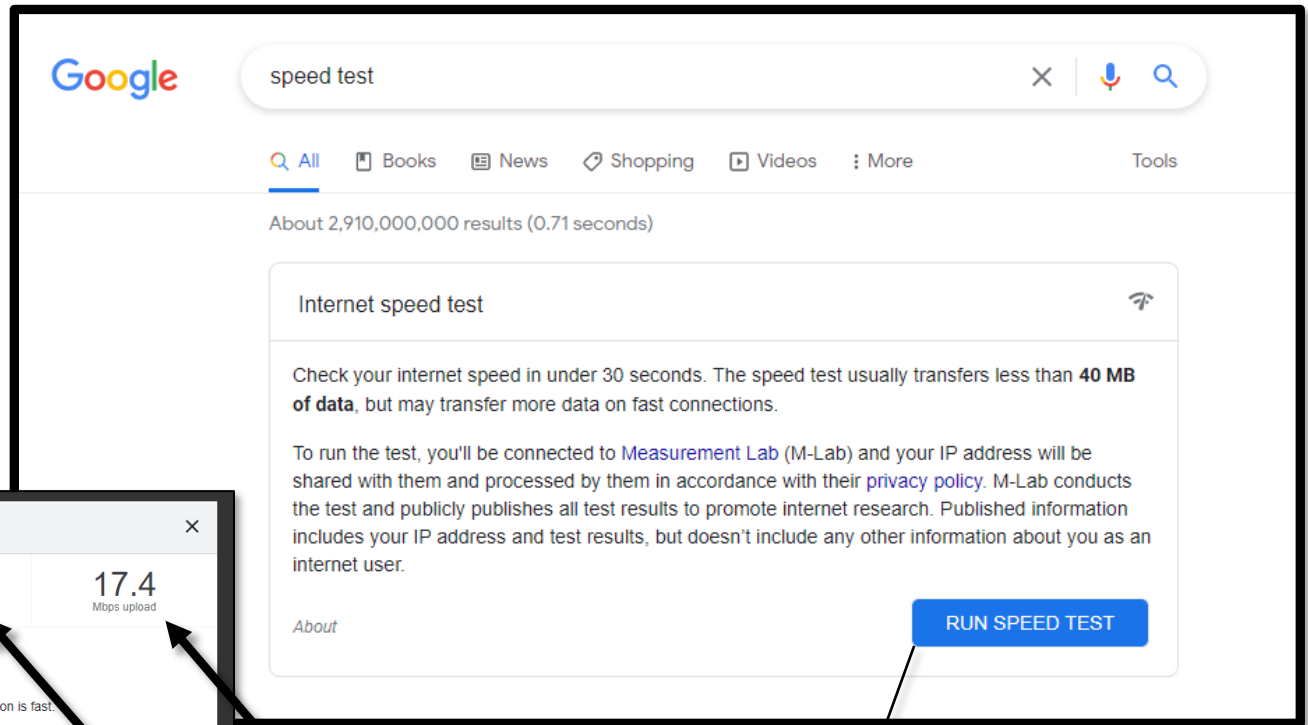 Google
speed test
All Books News Shopping Videos More Tools
About 2,910,000,000 results (0.71 seconds)
Internet speed test
Check your internet speed in under 30 seconds. The speed test usually transfers less than 40 MB
of data, but may transfer more data on fast connections.
To run the test, you'll be connected to Measurement Lab (M-Lab) and your IP address will be
shared with them and processed by them in accordance with their privacy policy. M-Lab conducts
the test and publicly publishes all test results to promote internet research. Published information
includes your IP address and test results, but doesn't include any other information about you as an
internet user.
About
RUN SPEED TEST
17.4
Mbps upload
is fast.